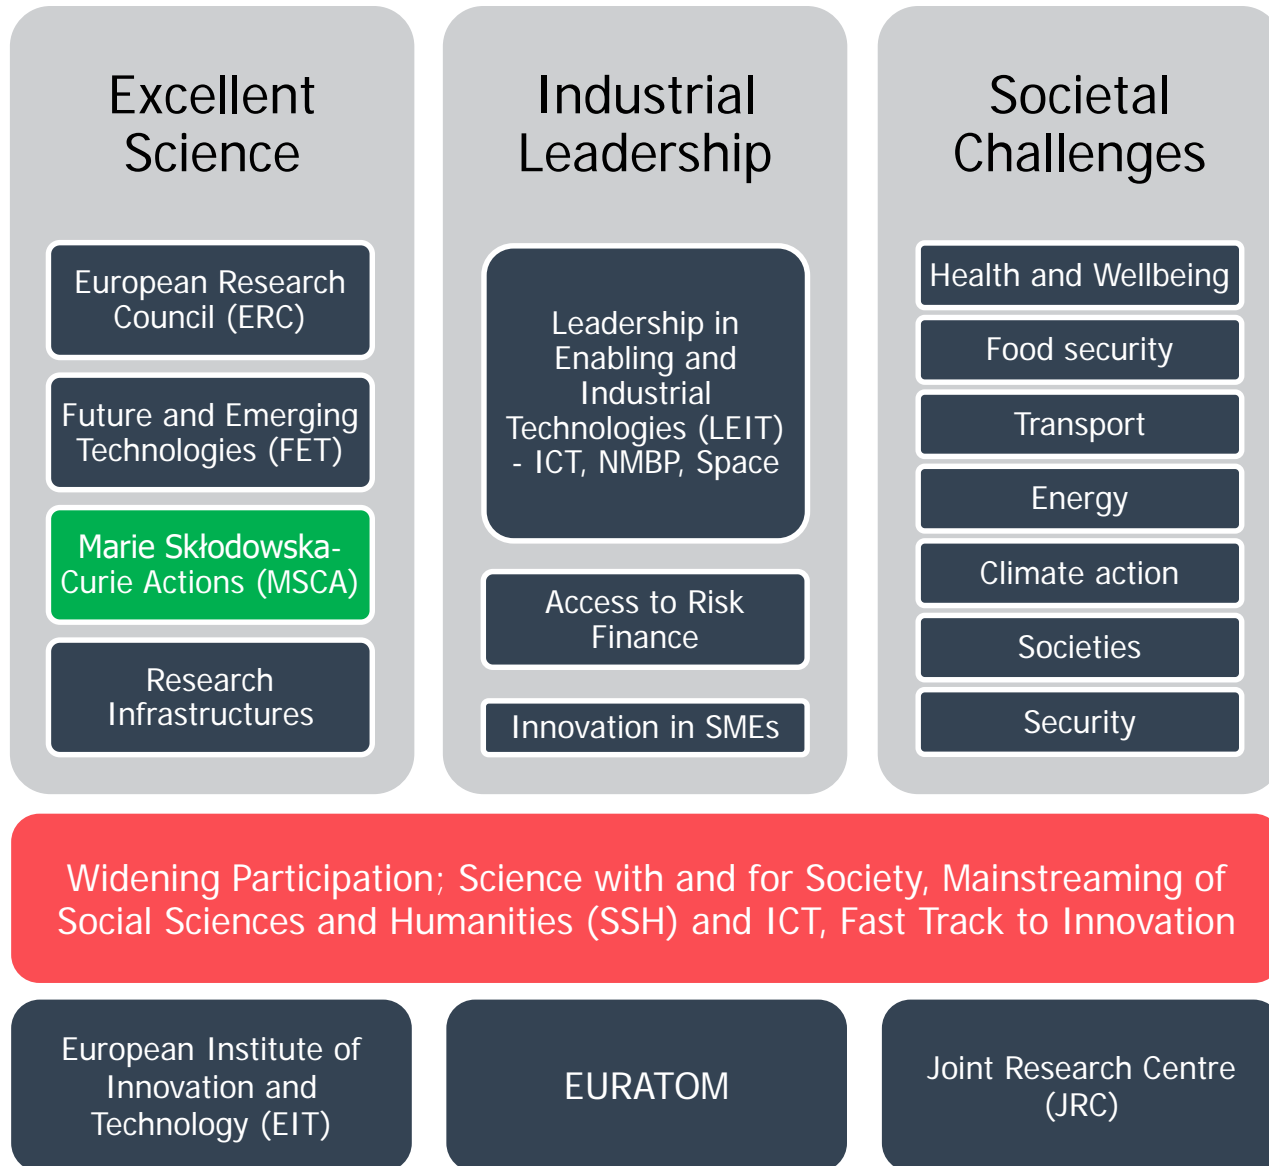 Excellent
Science
European Research
Council (ERC)
Future and Emerging
Technologies (FET)
Marie Skłodowska-
Curie Actions (MSCA)
Research
Infrastructures
Industrial
Leadership
Leadership in
Enabling and
Industrial
Technologies (LEIT)
- ICT, NMBP, Space
Access to Risk
Finance
Innovation in SMEs
Societal
Challenges
Health and Wellbeing
Food security
Transport
Energy
Climate action
Societies
Security
Widening Participation; Science with and for Society, Mainstreaming of
Social Sciences and Humanities (SSH) and ICT, Fast Track to Innovation
European Institute of
Innovation and
Technology (EIT)
EURATOM
Joint Research Centre
(JRC)